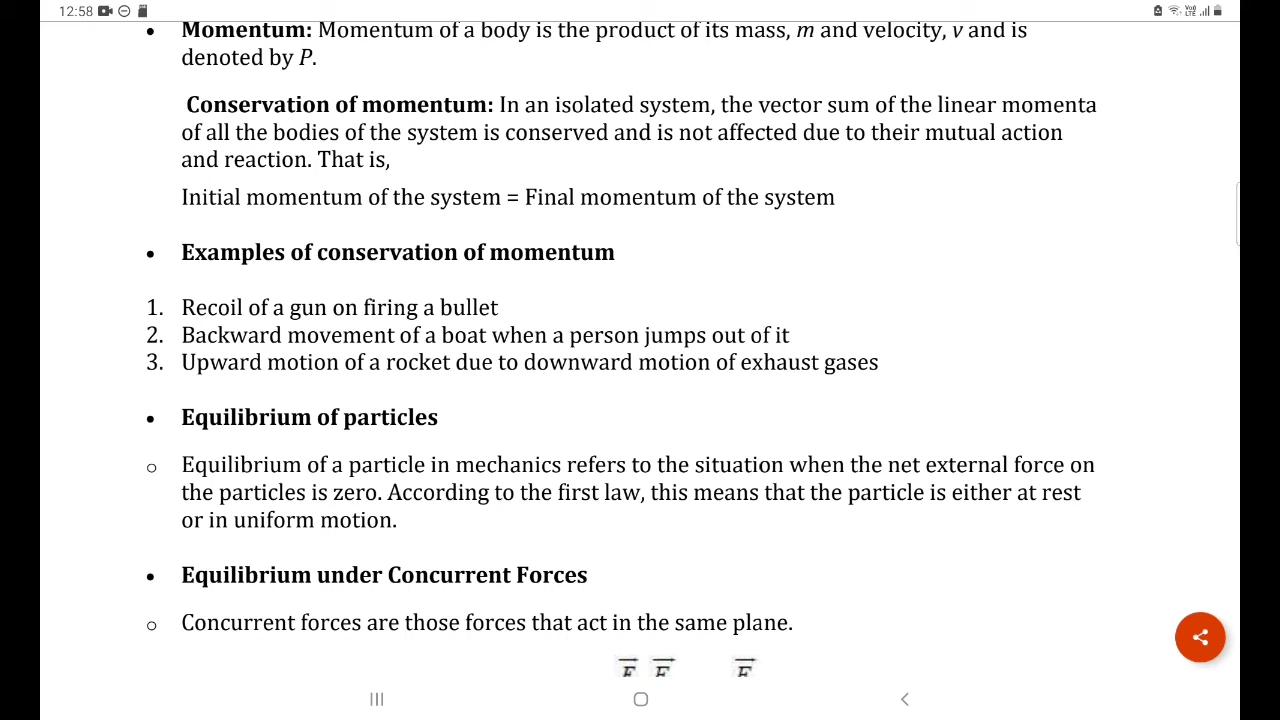 12:58
Vo)) LTE
• Momentum: Momentum of a body is the product of its mass, m and velocity, v and is
denoted by P.
Conservation of momentum: In an isolated system, the vector sum of the linear momenta
of all the bodies of the system is conserved and is not affected due to their mutual action
and reaction. That is,
Initial momentum of the system = Final momentum of the system
• Examples of conservation of momentum
1. Recoil of a gun on firing a bullet
2. Backward movement of a boat when a person jumps out of it
3. Upward motion of a rocket due to downward motion of exhaust gases
• Equilibrium of particles
○ Equilibrium of a particle in mechanics refers to the situation when the net external force on
the particles is zero. According to the first law, this means that the particle is either at rest
or in uniform motion.
• Equilibrium under Concurrent Forces
○ Concurrent forces are those forces that act in the same plane.